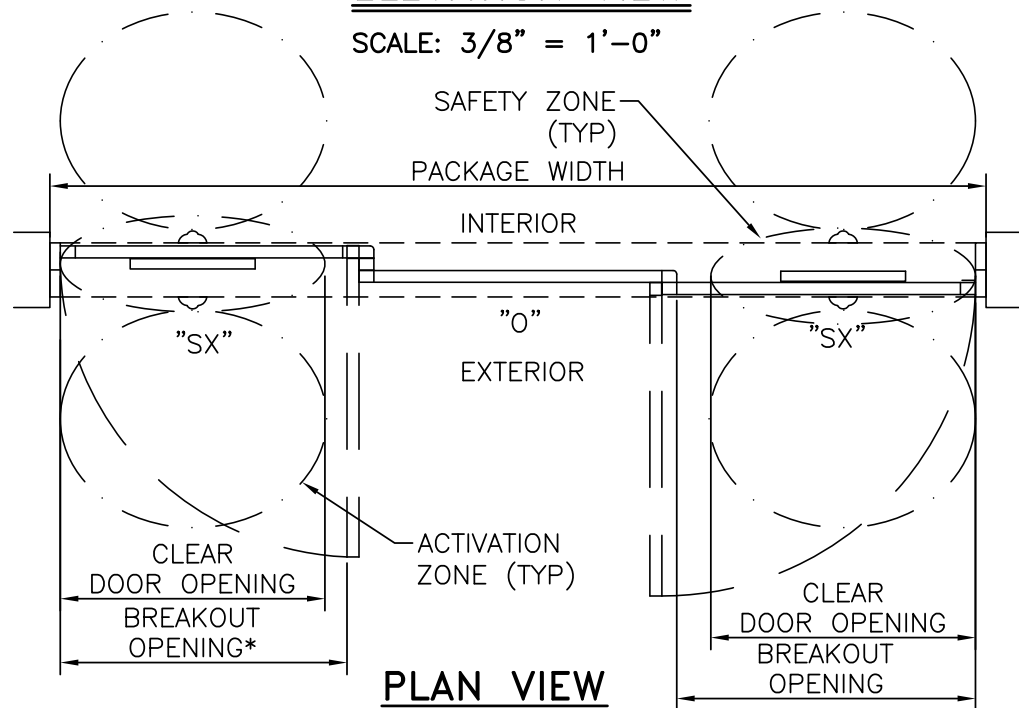 SCALE: 3/8" = 1'-0"
SAFETY ZONE
(TYP)
PACKAGE WIDTH
INTERIOR
"SX"
"O"
"SX"
EXTERIOR
ACTIVATION
ZONE (TYP)
CLEAR
DOOR OPENING
BREAKOUT
OPENING*
CLEAR
DOOR OPENING
BREAKOUT
OPENING
PLAN VIEW